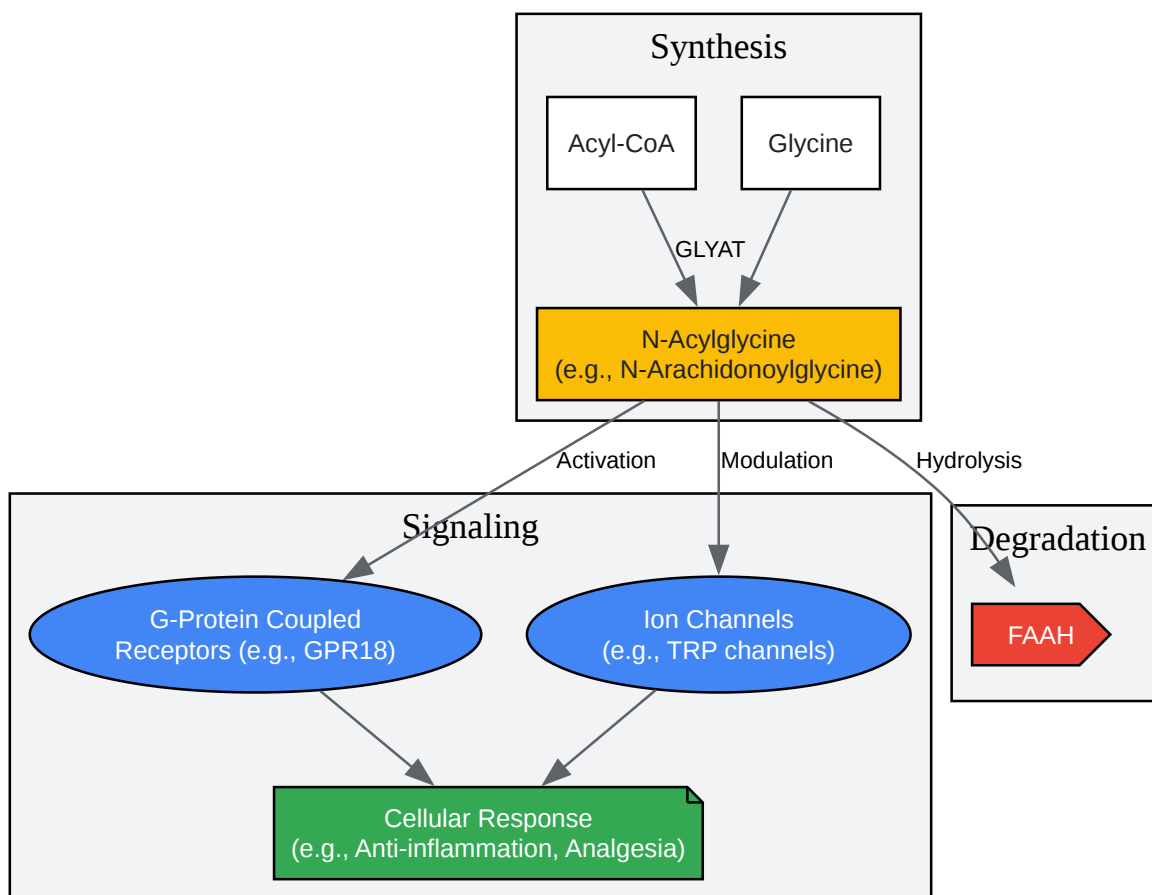 Synthesis
Acyl-CoA
Glycine
GLYAT
N-Acylglycine
(e.g., N-Arachidonoylglycine)
Activation
Modulation
Hydrolysis
Signaling
Degradation
G-Protein Coupled
Receptors (e.g., GPR18)
Ion Channels
(e.g., TRP channels)
FAAH
Cellular Response
(e.g., Anti-inflammation, Analgesia)